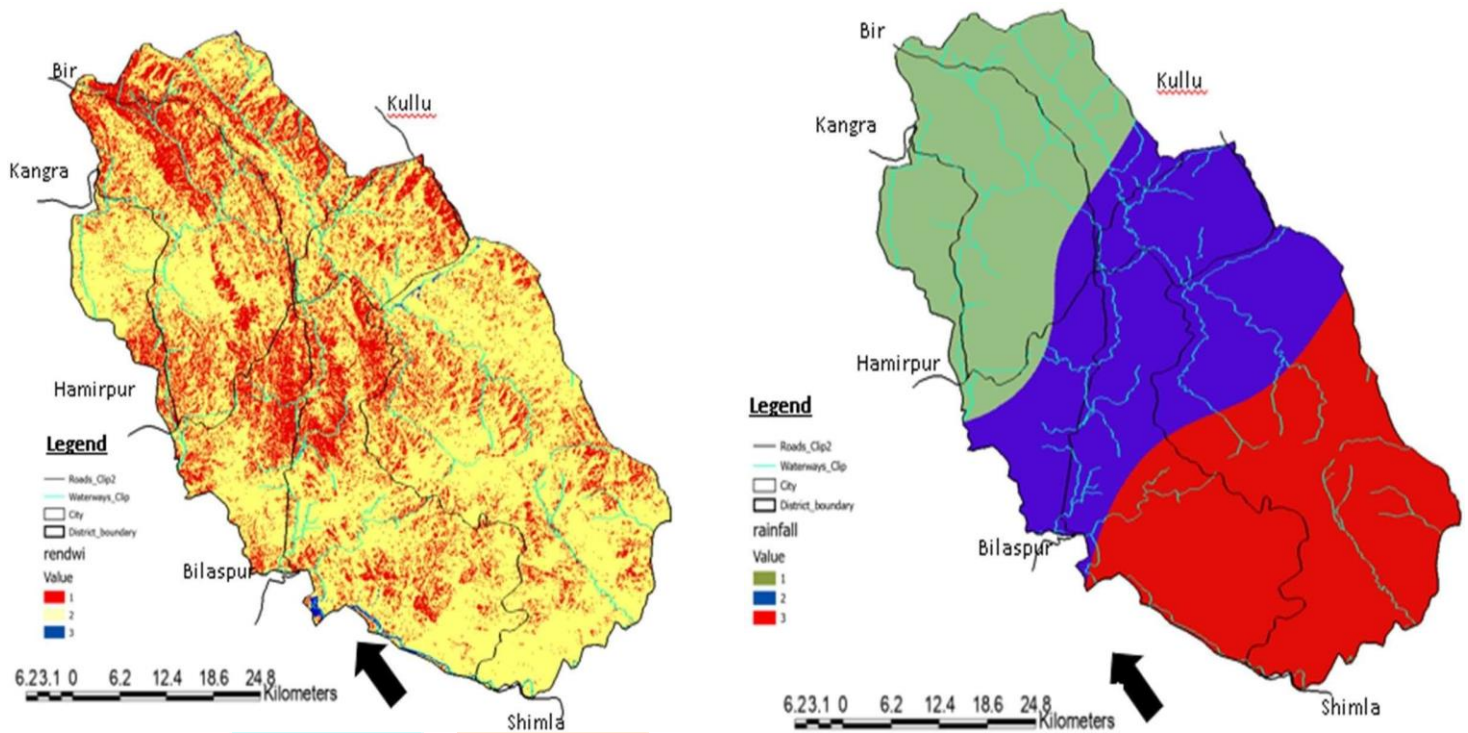 Bir
Kullu
Kangra
Hamirpur
Legend
Roads_Clip2
Waterways_Clip
City
District_boundary
rendwi
Value
1
2
3
Bilaspur
6.23.1 0 6.2 12.4 18.6 24.8
Kilometers
Shimla
Bir
Kullu
Kangra
Hamirpur
Legend
Roads_Clip2
Waterways_Clip
City
District_boundary
rainfall
Value
1
2
3
Bilaspur
6.23.1 0 6.2 12.4 18.6 24.8
Kilometers
Shimla